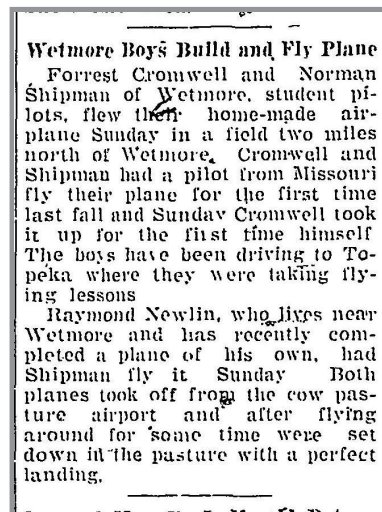 Wetmore Boys Build and Fly Plane
Forrest Cromwell and Norman
Shipman of Wetmore, student pi-
lots, flew their home-made air-
plane Sunday in a field two miles
north of Wetmore. Cromwell and
Shipman had a pilot from Missouri
fly their plane for the first time
last fall and Sunday Cromwell took
it up for the first time himself
The boys have been driving to To-
peka where they were taking fly-
ing lessons
Raymond Newlin, who lives near
Wetmore and has recently com-
pleted a plane of his own, had
Shipman fly it Sunday Both
planes took off from the cow pas-
ture airport and after flying
around for some time were set
down in the pasture with a perfect
landing.